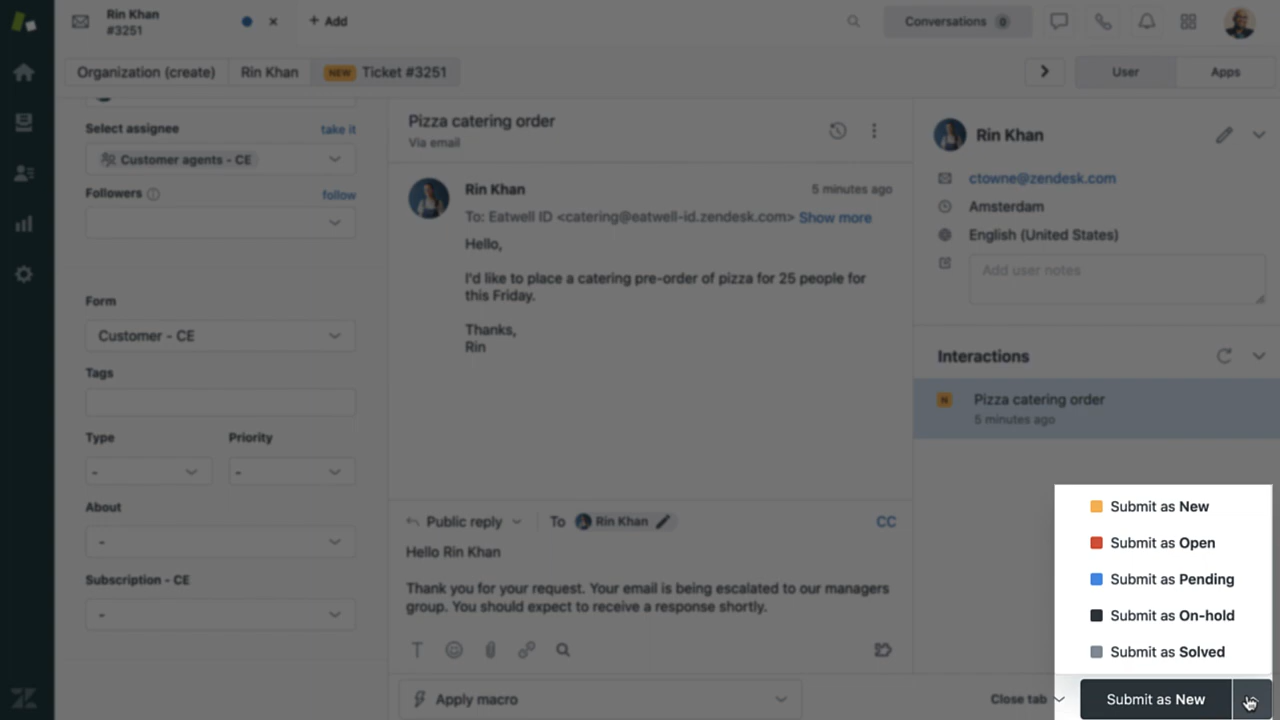 Rin Khan
#3251
+ Add
Conversations 0
Organization (create)
Rin Khan
NEW Ticket #3251
User
Apps
Select assignee
take it
Customer agents - CE
Followers
follow
Form
Customer - CE
Tags
Type
Priority
-
-
About
-
Subscription - CE
-
Pizza catering order
Via email
Rin Khan
5 minutes ago
To: Eatwell ID <catering@eatwell-id.zendesk.com> Show more
Hello,
I'd like to place a catering pre-order of pizza for 25 people for
this Friday.
Thanks,
Rin
Public reply
To Rin Khan
CC
Hello Rin Khan
Thank you for your request. Your email is being escalated to our managers
group. You should expect to receive a response shortly.
Apply macro
Close tab
Rin Khan
ctowne@zendesk.com
Amsterdam
English (United States)
Add user notes
Interactions
N
Pizza catering order
5 minutes ago
Submit as New
Submit as Open
Submit as Pending
Submit as On-hold
Submit as Solved
Submit as New